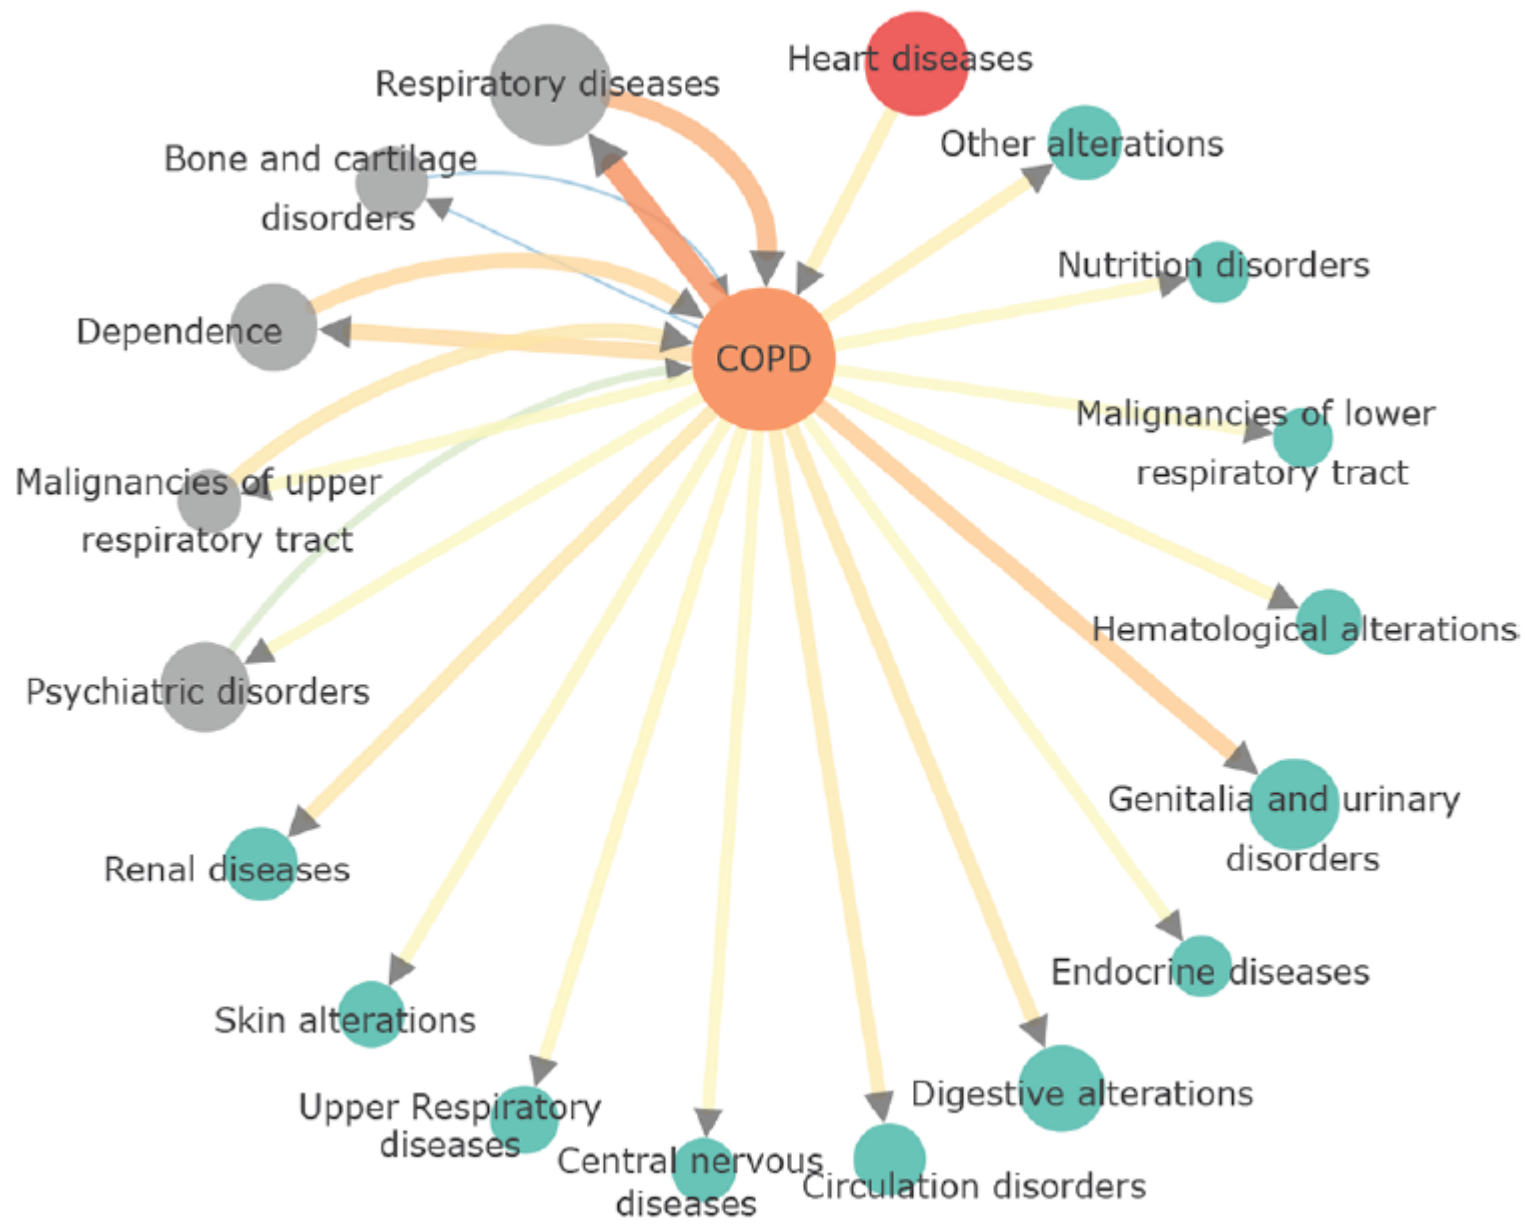 Heart diseases
Respiratory diseases
Other alterations
Bone and cartilage
disorders
Nutrition disorders
Dependence
COPD
Malignancies of lower
respiratory tract
Malignancies of upper
respiratory tract
Hematological alterations
Psychiatric disorders
Genitalia and urinary
disorders
Renal diseases
Endocrine diseases
Skin alterations
Digestive alterations
Upper Respiratory
diseases
Central nervous
diseases
Circulation disorders